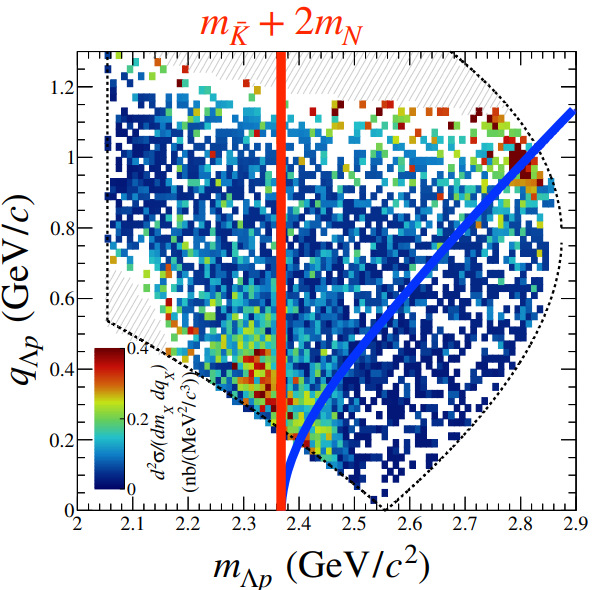 m_K̄ + 2m_N
1.2
1
0.8
0.6
0.4
0.2
0
q_Λp (GeV/c)
0.4
0.2
0
d²σ/(dm_X dq_X)
(nb/(MeV²/c³))
2 2.1 2.2 2.3 2.4 2.5 2.6 2.7 2.8 2.9
m_Λp (GeV/c²)